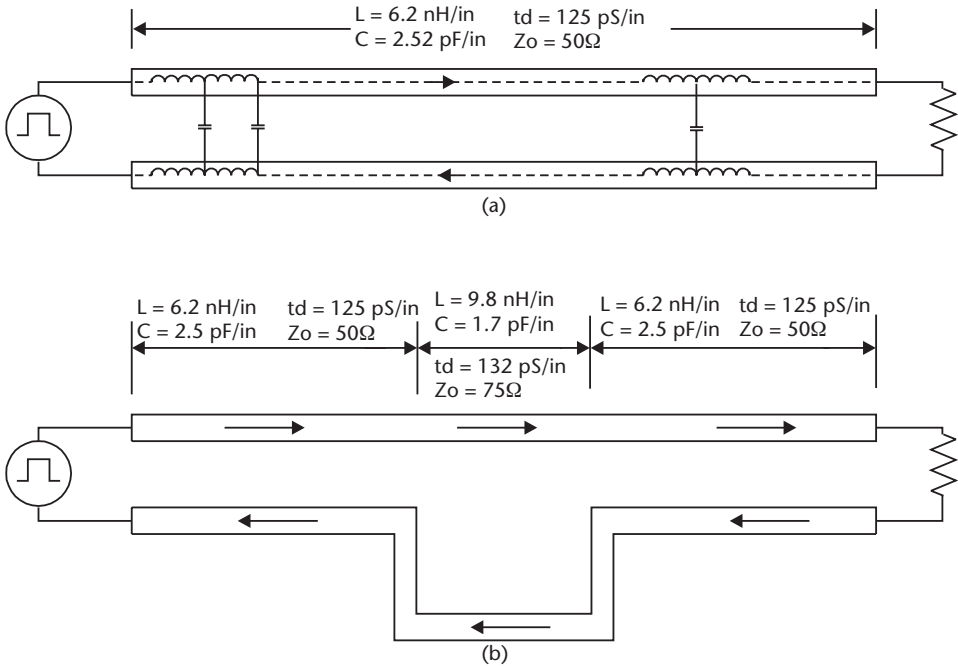 L = 6.2 nH/in td = 125 pS/in
C = 2.52 pF/in Zo = 50Ω
(a)
L = 6.2 nH/in td = 125 pS/in
C = 2.5 pF/in Zo = 50Ω
L = 9.8 nH/in
C = 1.7 pF/in
td = 132 pS/in
Zo = 75Ω
L = 6.2 nH/in td = 125 pS/in
C = 2.5 pF/in Zo = 50Ω
(b)